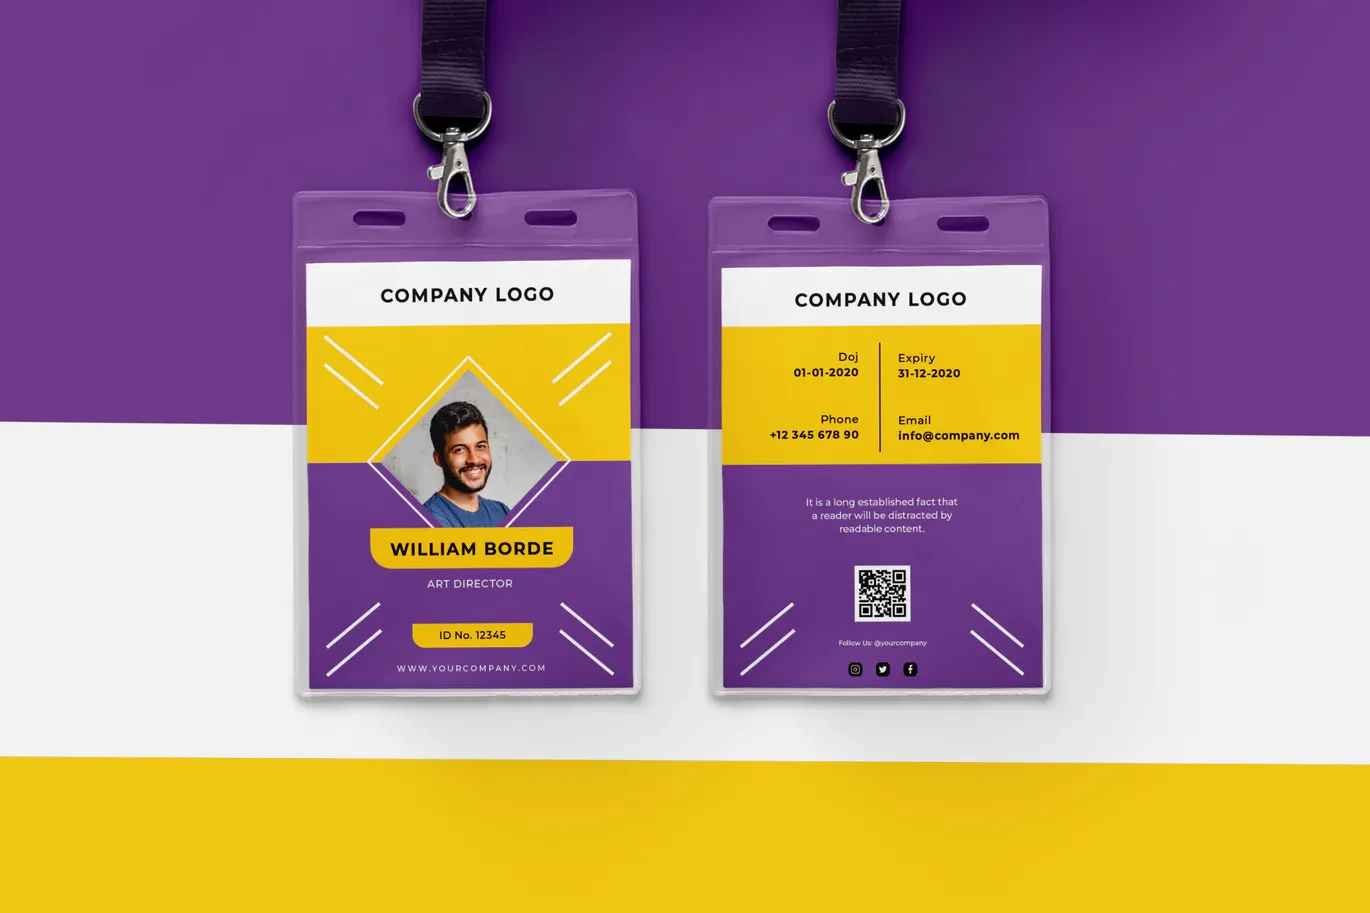 COMPANY LOGO
WILLIAM BORDE
ART DIRECTOR
ID No. 12345
WWW.YOURCOMPANY.COM
COMPANY LOGO
Doj
01-01-2020
Expiry
31-12-2020
Phone
+12 345 678 90
Email
info@company.com
It is a long established fact that
a reader will be distracted by
readable content.
Follow Us: @yourcompany